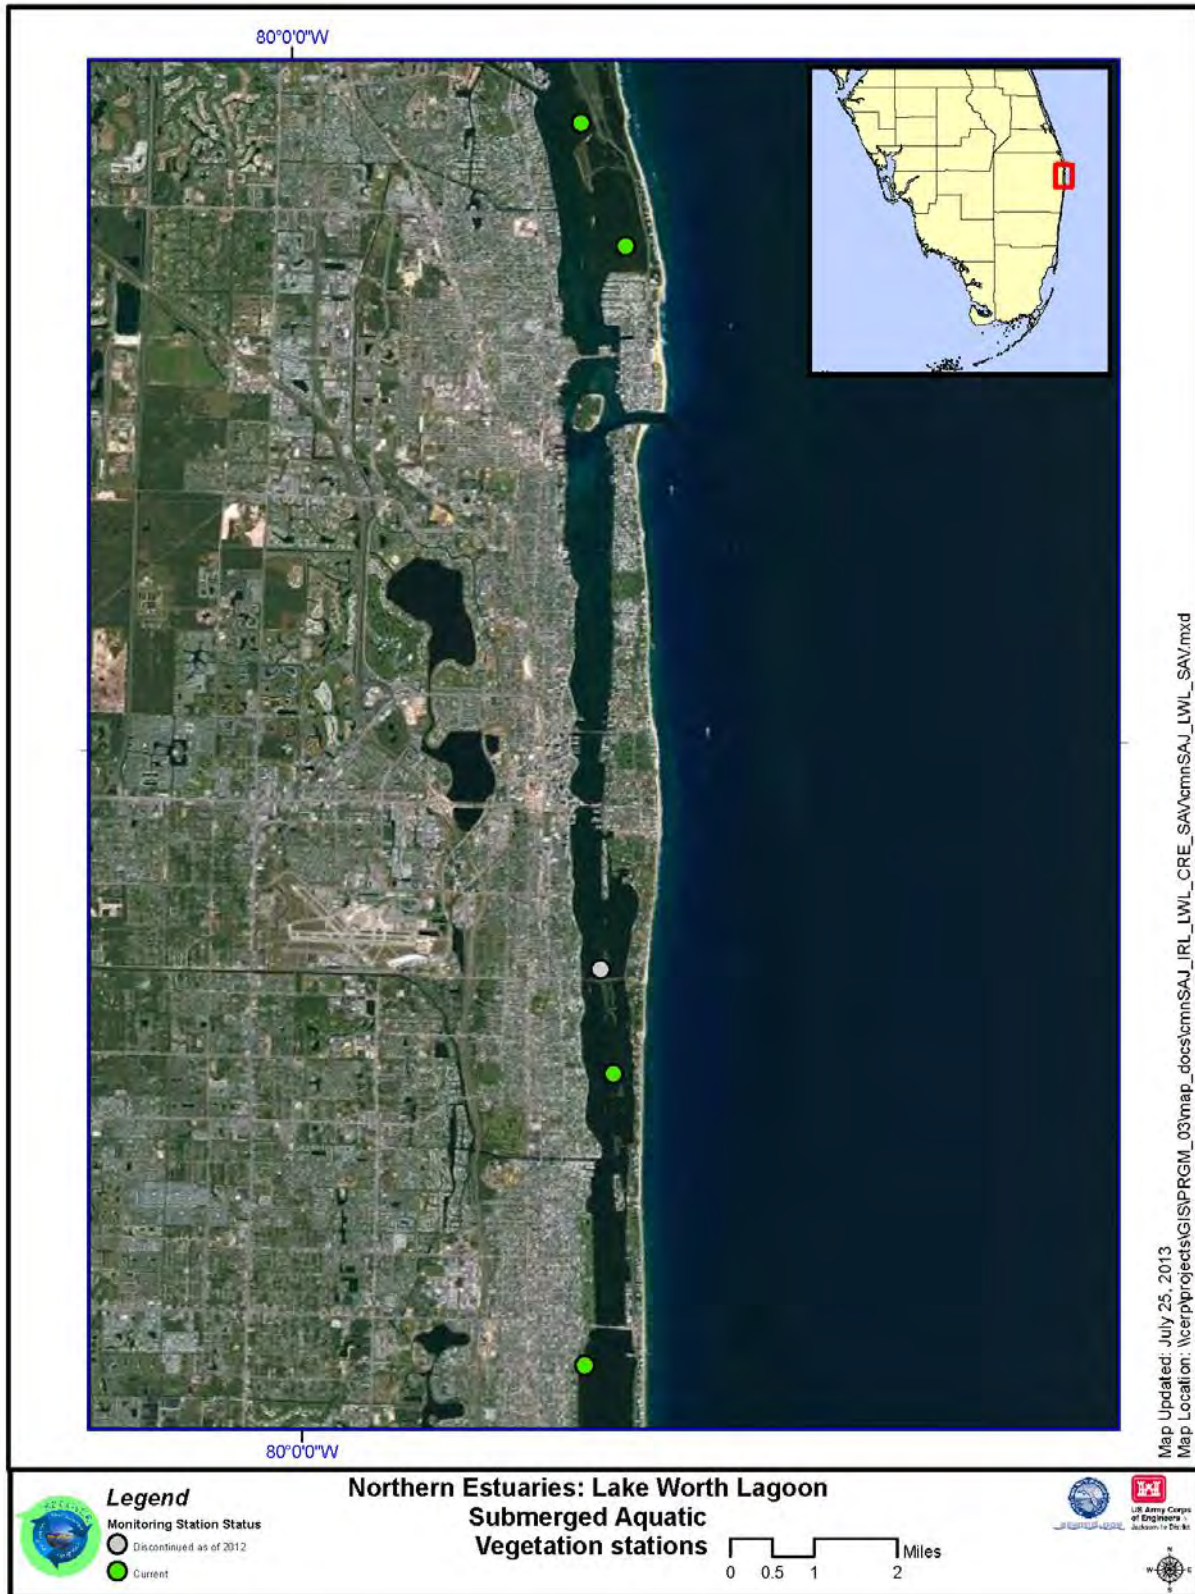 80°0'0"W
80°0'0"W
Map Updated: July 25, 2013
Map Location: \\cerp\projects\GIS\PRGM_03\map_docs\cmnSAJ_IRL_LWL_CRE_SAV\cmnSAJ_LWL_SAV.mxd
Legend
Monitoring Station Status
Discontinued as of 2012
Current
Northern Estuaries: Lake Worth Lagoon
Submerged Aquatic
Vegetation stations
0 0.5 1 2 Miles
US Army Corps
of Engineers
N
W E
S